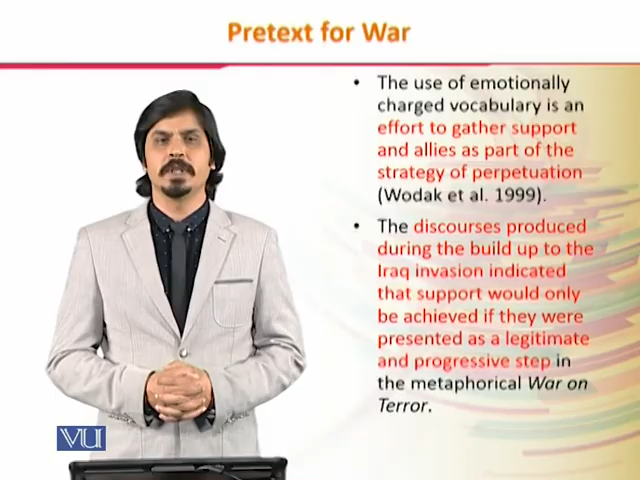 Pretext for War
• The use of emotionally
charged vocabulary is an
effort to gather support
and allies as part of the
strategy of perpetuation
(Wodak et al. 1999).
• The discourses produced
during the build up to the
Iraq invasion indicated
that support would only
be achieved if they were
presented as a legitimate
and progressive step in
the metaphorical War on
Terror.
VU